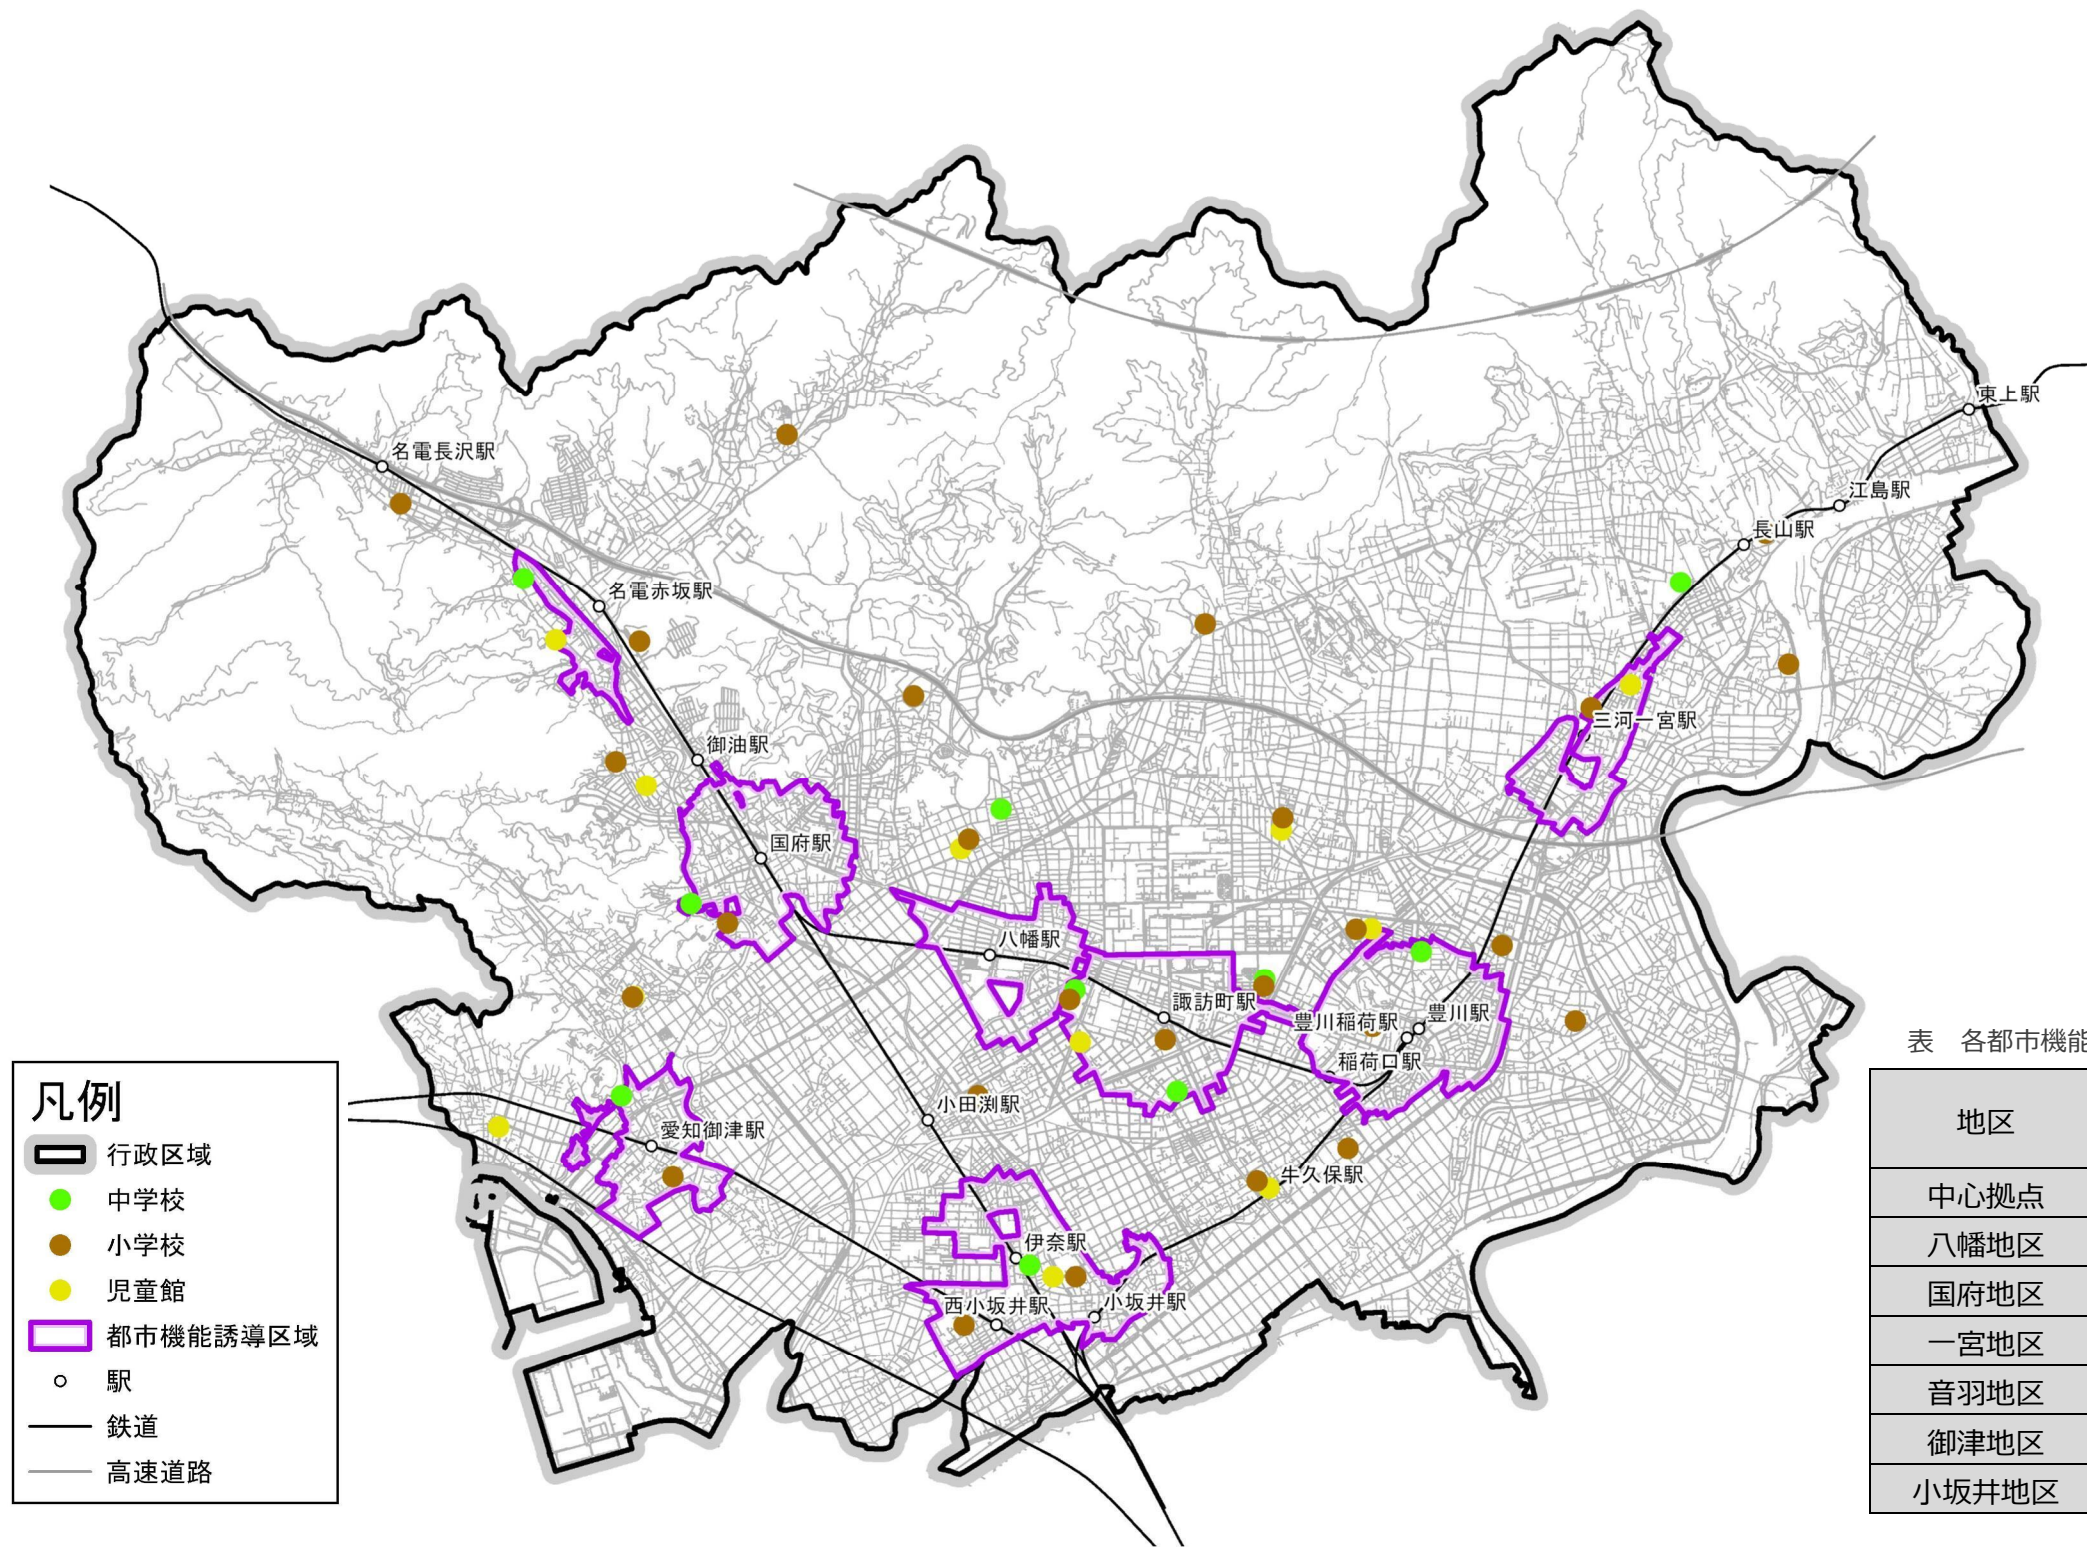 東上駅
名電長沢駅
江島駅
長山駅
名電赤坂駅
三河一宮駅
御油駅
国府駅
八幡駅
諏訪町駅
豊川稲荷駅
豊川駅
稲荷口駅
小田渕駅
愛知御津駅
牛久保駅
伊奈駅
西小坂井駅
小坂井駅
凡例
行政区域
中学校
小学校
児童館
都市機能誘導区域
駅
鉄道
高速道路
表　各都市機能
地区
中心拠点
八幡地区
国府地区
一宮地区
音羽地区
御津地区
小坂井地区